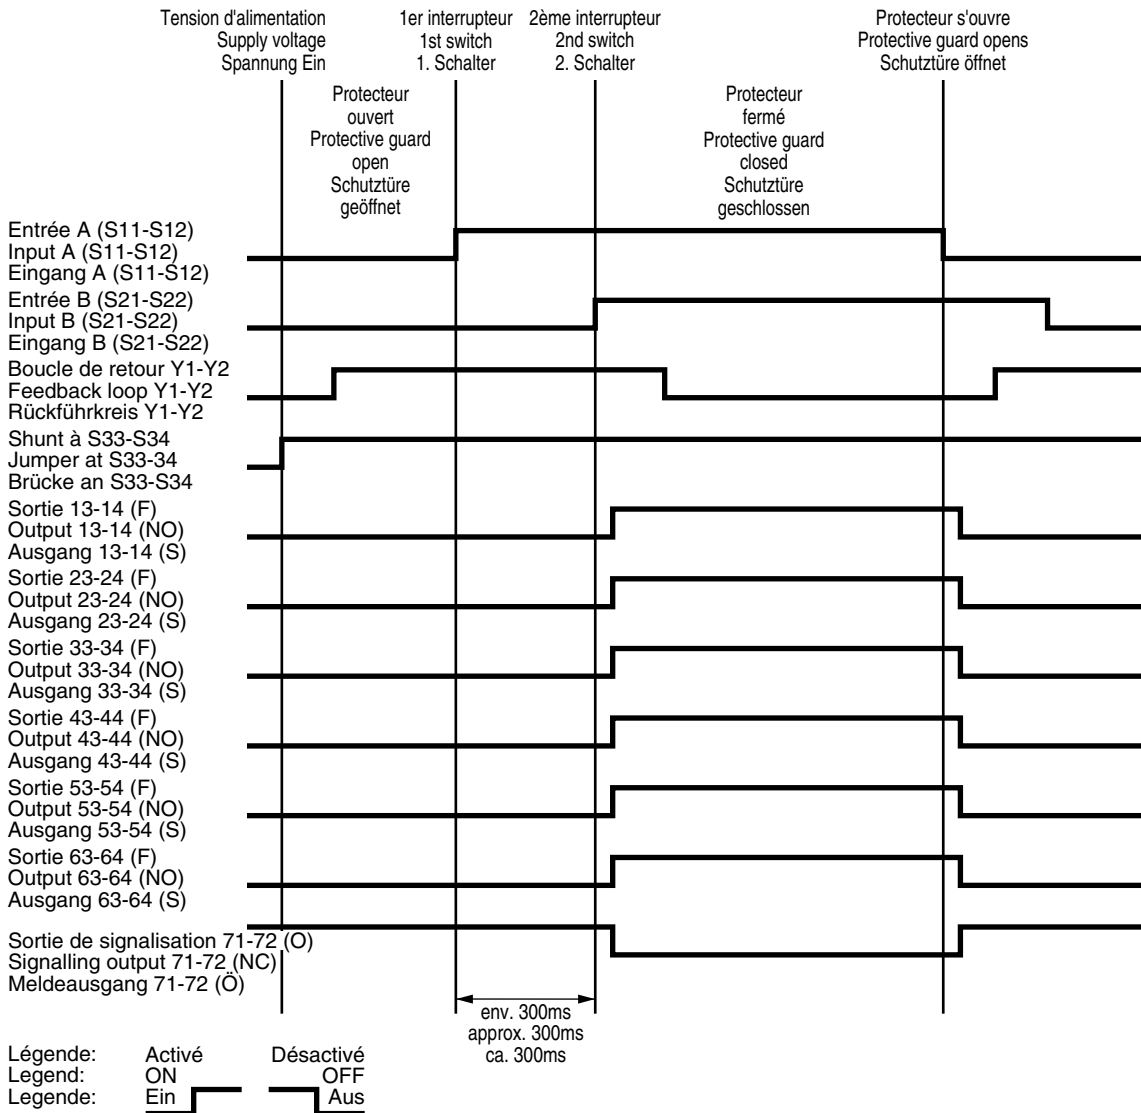 Tension d'alimentation
Supply voltage
Spannung Ein
1er interrupteur
1st switch
1. Schalter
2ème interrupteur
2nd switch
2. Schalter
Protecteur s'ouvre
Protective guard opens
Schutztüre öffnet
Protecteur
ouvert
Protective guard
open
Schutztüre
geöffnet
Protecteur
fermé
Protective guard
closed
Schutztüre
geschlossen
Entrée A (S11-S12)
Input A (S11-S12)
Eingang A (S11-S12)
Entrée B (S21-S22)
Input B (S21-S22)
Eingang B (S21-S22)
Boucle de retour Y1-Y2
Feedback loop Y1-Y2
Rückführkreis Y1-Y2
Shunt à S33-S34
Jumper at S33-34
Brücke an S33-S34
Sortie 13-14 (F)
Output 13-14 (NO)
Ausgang 13-14 (S)
Sortie 23-24 (F)
Output 23-24 (NO)
Ausgang 23-24 (S)
Sortie 33-34 (F)
Output 33-34 (NO)
Ausgang 33-34 (S)
Sortie 43-44 (F)
Output 43-44 (NO)
Ausgang 43-44 (S)
Sortie 53-54 (F)
Output 53-54 (NO)
Ausgang 53-54 (S)
Sortie 63-64 (F)
Output 63-64 (NO)
Ausgang 63-64 (S)
Sortie de signalisation 71-72 (O)
Signalling output 71-72 (NC)
Meldeausgang 71-72 (Ö)
env. 300ms
approx. 300ms
ca. 300ms
Légende: Activé Désactivé
Legend: ON OFF
Legende: Ein Aus